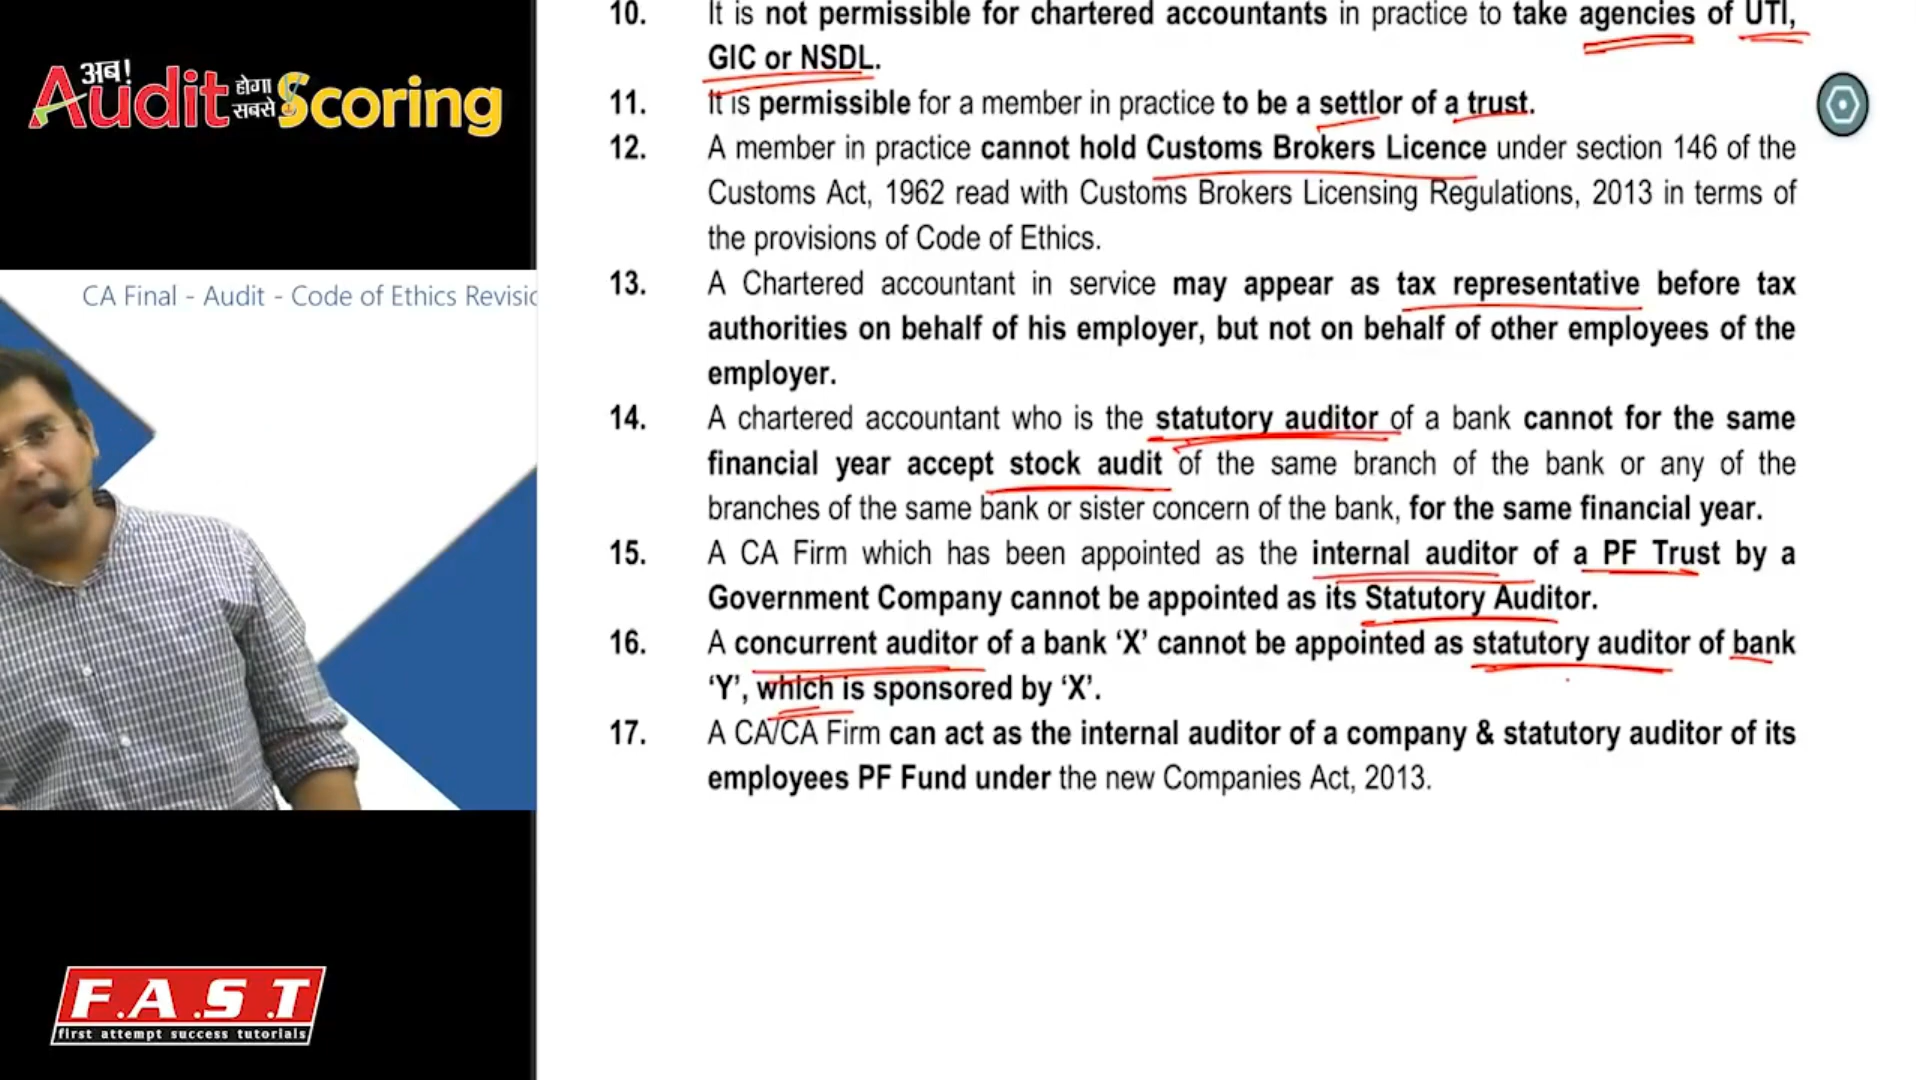 अब!
Audit होगा सबसे Scoring
CA Final - Audit - Code of Ethics Revisio
F.A.S.T
first attempt success tutorials
10. It is not permissible for chartered accountants in practice to take agencies of UTI,
GIC or NSDL.
11. It is permissible for a member in practice to be a settlor of a trust.
12. A member in practice cannot hold Customs Brokers Licence under section 146 of the
Customs Act, 1962 read with Customs Brokers Licensing Regulations, 2013 in terms of
the provisions of Code of Ethics.
13. A Chartered accountant in service may appear as tax representative before tax
authorities on behalf of his employer, but not on behalf of other employees of the
employer.
14. A chartered accountant who is the statutory auditor of a bank cannot for the same
financial year accept stock audit of the same branch of the bank or any of the
branches of the same bank or sister concern of the bank, for the same financial year.
15. A CA Firm which has been appointed as the internal auditor of a PF Trust by a
Government Company cannot be appointed as its Statutory Auditor.
16. A concurrent auditor of a bank ‘X’ cannot be appointed as statutory auditor of bank
‘Y’, which is sponsored by ‘X’.
17. A CA/CA Firm can act as the internal auditor of a company & statutory auditor of its
employees PF Fund under the new Companies Act, 2013.